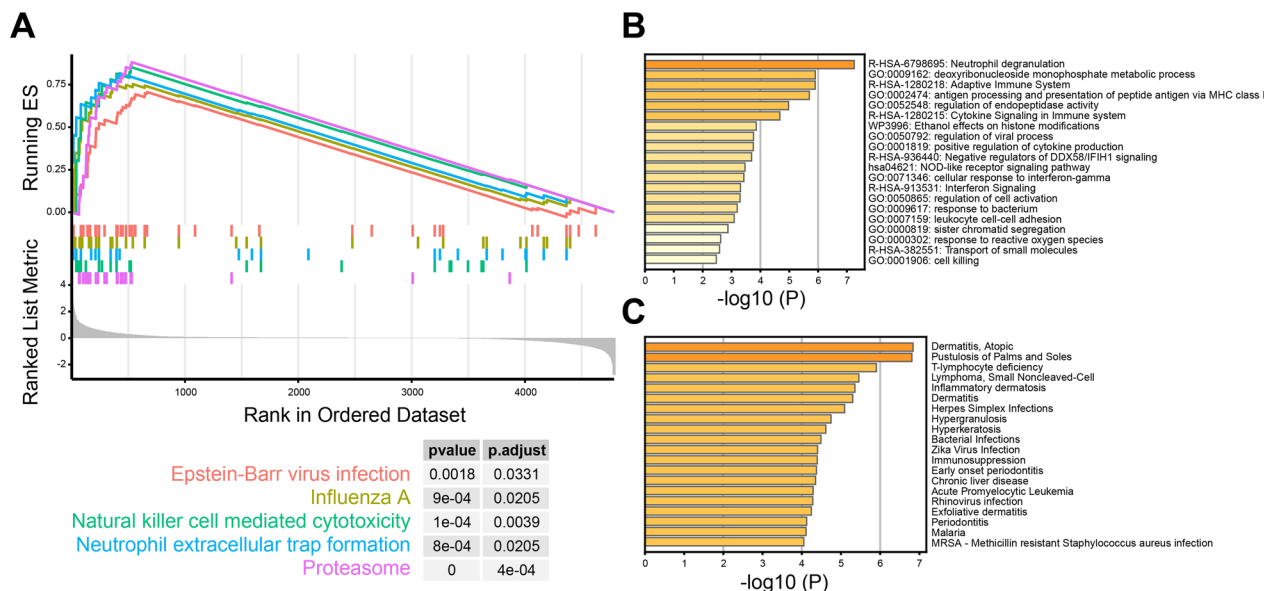 A
Running ES
0.75
0.50
0.25
0.00
Ranked List Metric
4
2
0
-2
1000
2000
3000
4000
Rank in Ordered Dataset
pvalue p.adjust
Epstein-Barr virus infection 0.0018 0.0331
Influenza A 9e-04 0.0205
Natural killer cell mediated cytotoxicity 1e-04 0.0039
Neutrophil extracellular trap formation 8e-04 0.0205
Proteasome 0 4e-04
B
R-HSA-6798695: Neutrophil degranulation
GO:0009162: deoxyribonucleoside monophosphate metabolic process
R-HSA-1280218: Adaptive Immune System
GO:0002474: antigen processing and presentation of peptide antigen via MHC class I
GO:0052548: regulation of endopeptidase activity
R-HSA-1280215: Cytokine Signaling in Immune system
WP3996: Ethanol effects on histone modifications
GO:0050792: regulation of viral process
GO:0001819: positive regulation of cytokine production
R-HSA-936440: Negative regulators of DDX58/IFIH1 signaling
hsa04621: NOD-like receptor signaling pathway
GO:0071346: cellular response to interferon-gamma
R-HSA-913531: Interferon Signaling
GO:0050865: regulation of cell activation
GO:0009617: response to bacterium
GO:0007159: leukocyte cell-cell adhesion
GO:0000819: sister chromatid segregation
GO:0000302: response to reactive oxygen species
R-HSA-382551: Transport of small molecules
GO:0001906: cell killing
0 1 2 3 4 5 6 7
-log10 (P)
C
Dermatitis, Atopic
Pustulosis of Palms and Soles
T-lymphocyte deficiency
Lymphoma, Small Noncleaved-Cell
Inflammatory dermatosis
Dermatitis
Herpes Simplex Infections
Hypergranulosis
Hyperkeratosis
Bacterial Infections
Zika Virus Infection
Immunosuppression
Early onset periodontitis
Chronic liver disease
Acute Promyelocytic Leukemia
Rhinovirus infection
Exfoliative dermatitis
Periodontitis
Malaria
MRSA - Methicillin resistant Staphylococcus aureus infection
0 1 2 3 4 5 6 7
-log10 (P)